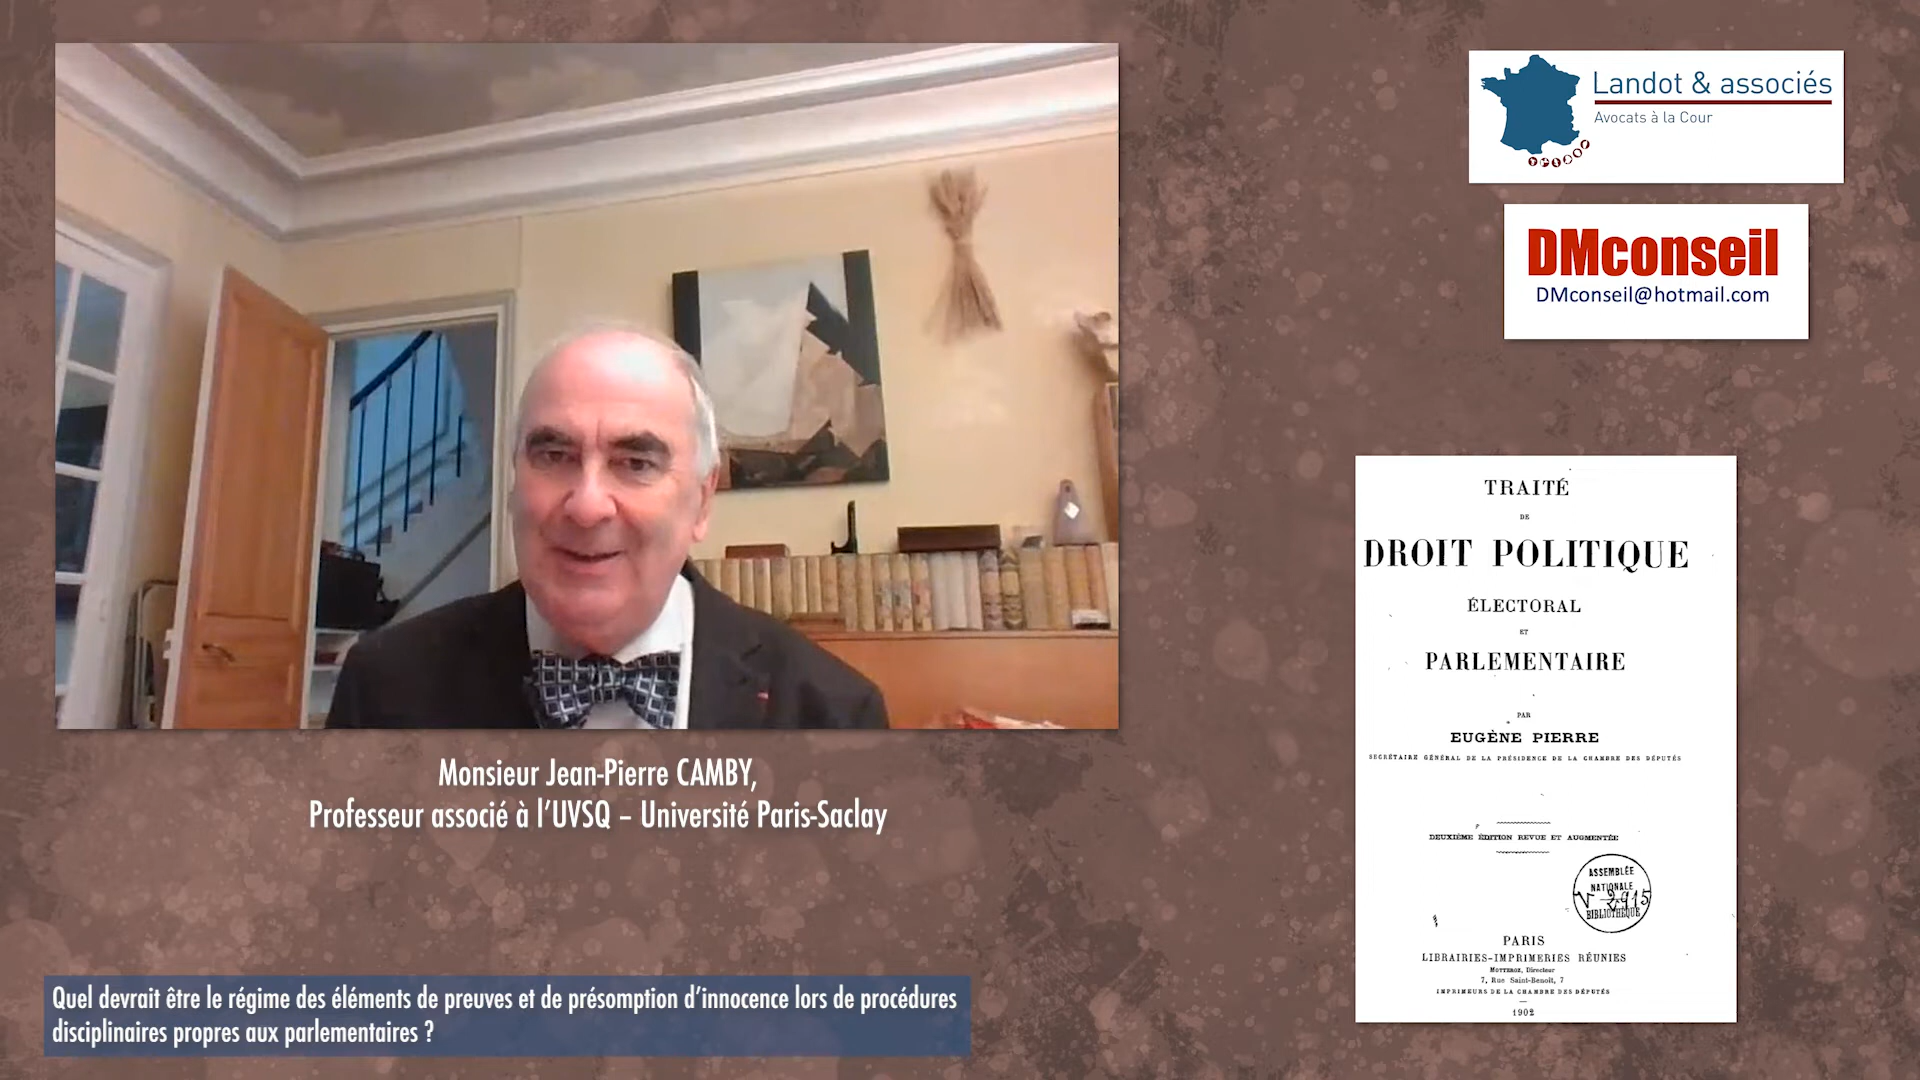 Landot & associés
Avocats à la Cour
DMconseil
DMconseil@hotmail.com
TRAITÉ
DE
DROIT POLITIQUE
ÉLECTORAL
ET
PARLEMENTAIRE
PAR
EUGÈNE PIERRE
SECRÉTAIRE GÉNÉRAL DE LA PRÉSIDENCE DE LA CHAMBRE DES DÉPUTÉS
DEUXIÈME ÉDITION REVUE ET AUGMENTÉE
ASSEMBLÉE
NATIONALE
BIBLIOTHÈQUE
PARIS
LIBRAIRIES-IMPRIMERIES RÉUNIES
MOTTEROZ, Directeur
7, Rue Saint-Benoît, 7
IMPRIMEURS DE LA CHAMBRE DES DÉPUTÉS
1902
Monsieur Jean-Pierre CAMBY,
Professeur associé à l’UVSQ – Université Paris-Saclay
Quel devrait être le régime des éléments de preuves et de présomption d’innocence lors de procédures
disciplinaires propres aux parlementaires ?